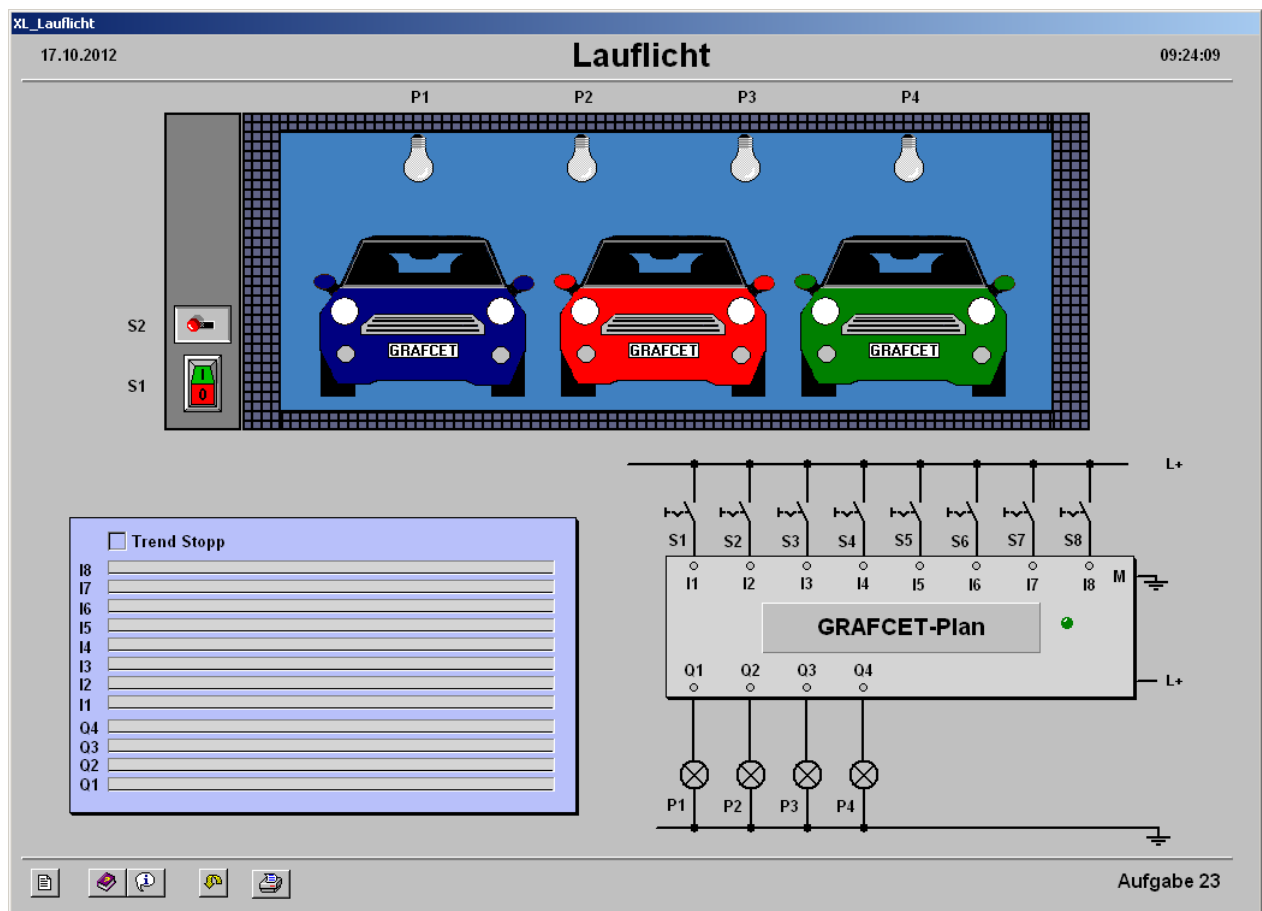 XL_Lauflicht
17.10.2012 Lauflicht 09:24:09
P1 P2 P3 P4
S2
S1
I
0
GRAFCET GRAFCET GRAFCET
L+
S1 S2 S3 S4 S5 S6 S7 S8
I1 I2 I3 I4 I5 I6 I7 I8 M
GRAFCET-Plan
Q1 Q2 Q3 Q4
L+
P1 P2 P3 P4
Trend Stopp
I8
I7
I6
I5
I4
I3
I2
I1
Q4
Q3
Q2
Q1
Aufgabe 23